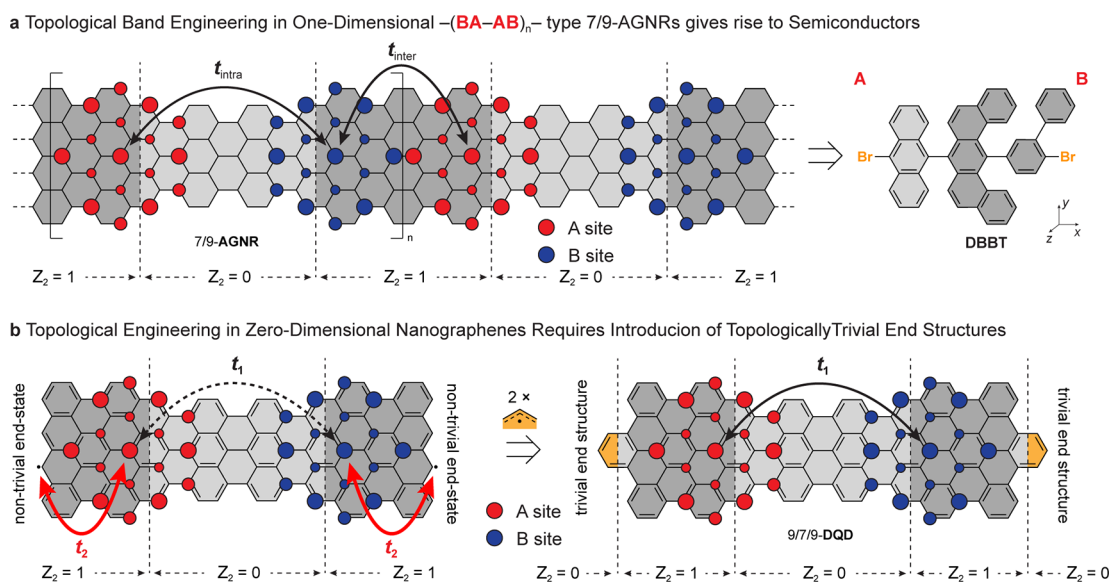 a Topological Band Engineering in One-Dimensional –(BA–AB)n– type 7/9-AGNRs gives rise to Semiconductors
tintra
tinter
A
B
Br
Br
n
7/9-AGNR
A site
B site
DBBT
y
z
x
Z2 = 1
Z2 = 0
Z2 = 1
Z2 = 0
Z2 = 1
b Topological Engineering in Zero-Dimensional Nanographenes Requires Introducion of TopologicallyTrivial End Structures
non-trivial end-state
t1
non-trivial end-state
2 ×
trivial end structure
t1
trivial end structure
t2
t2
A site
B site
9/7/9-DQD
Z2 = 1
Z2 = 0
Z2 = 1
Z2 = 0
Z2 = 1
Z2 = 0
Z2 = 1
Z2 = 0